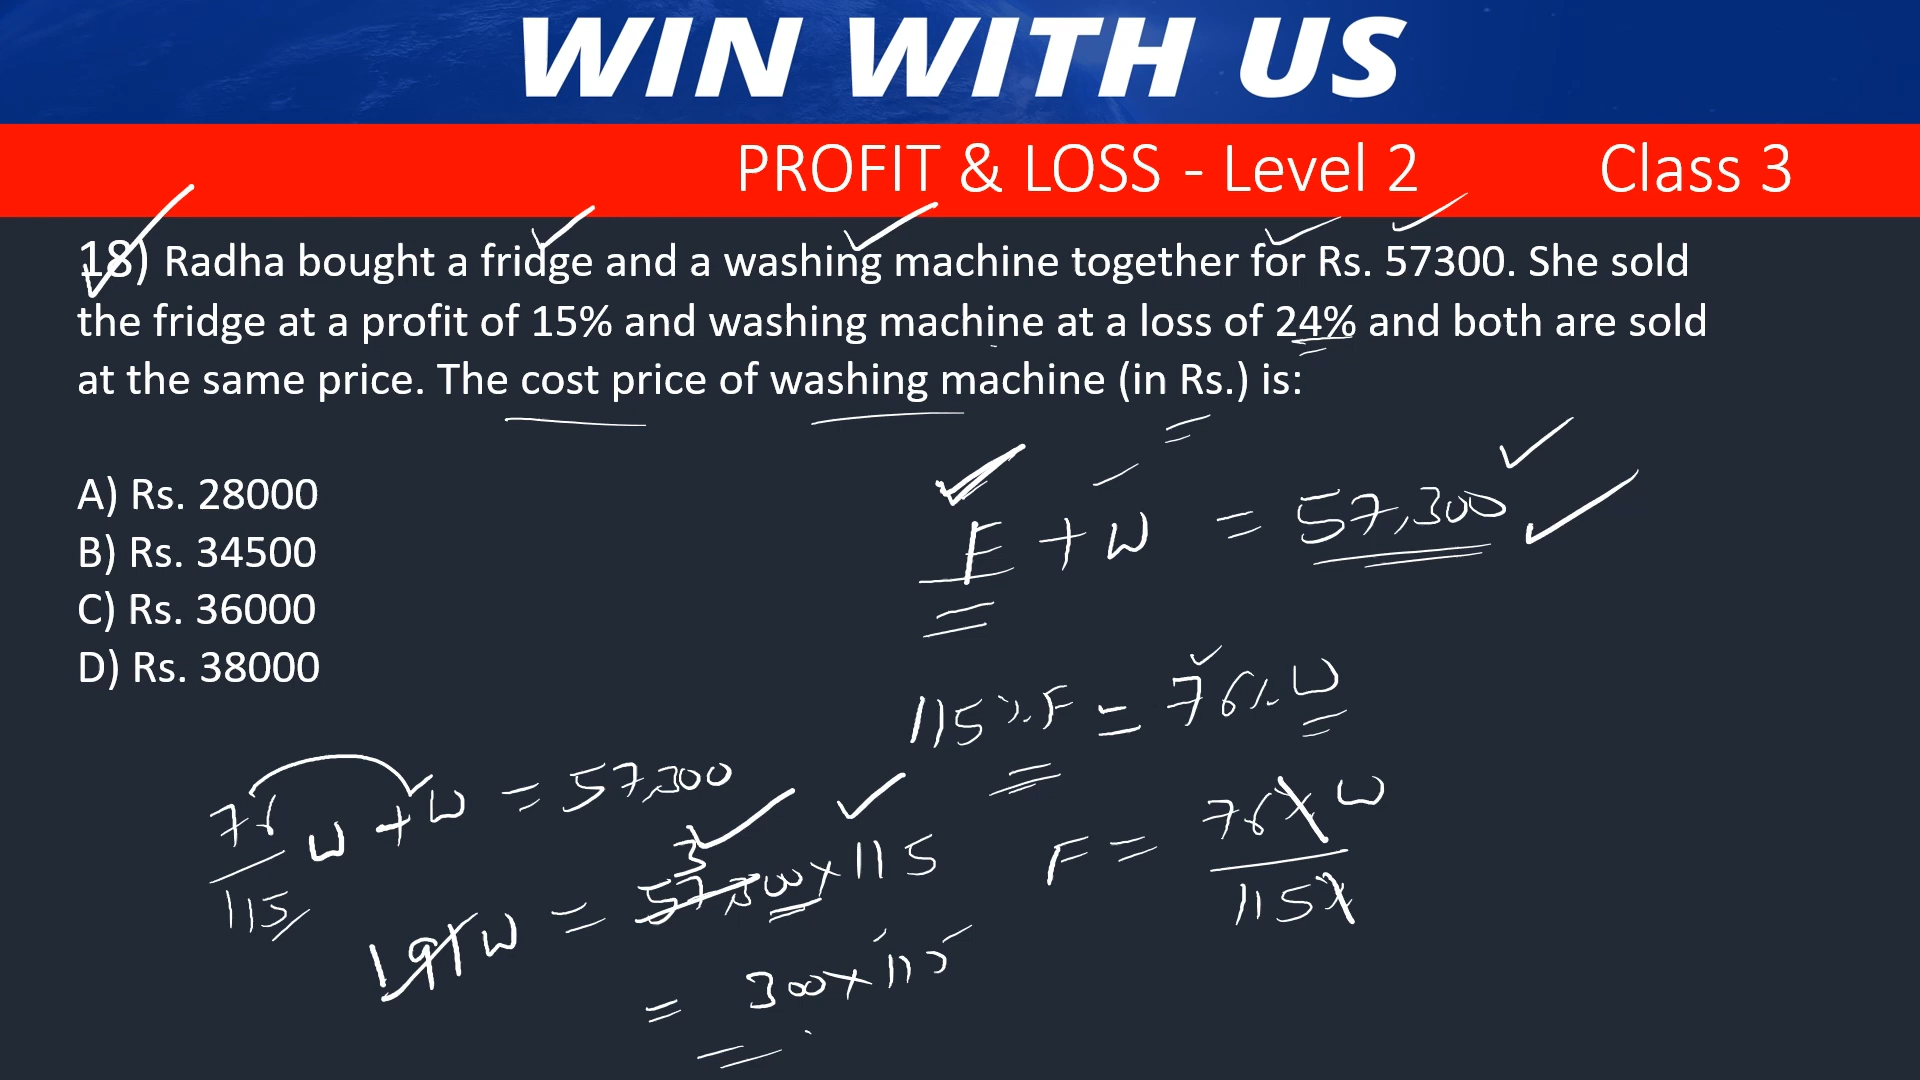 WIN WITH US
PROFIT & LOSS - Level 2 Class 3
18) Radha bought a fridge and a washing machine together for Rs. 57300. She sold
the fridge at a profit of 15% and washing machine at a loss of 24% and both are sold
at the same price. The cost price of washing machine (in Rs.) is:
A) Rs. 28000
B) Rs. 34500
C) Rs. 36000
D) Rs. 38000
F + W = 57,300
115%F = 76% W
F = 76% W
115%
76 W + W = 57,300
115
3
191 W = 57,300 x 115
= 300 x 115
=